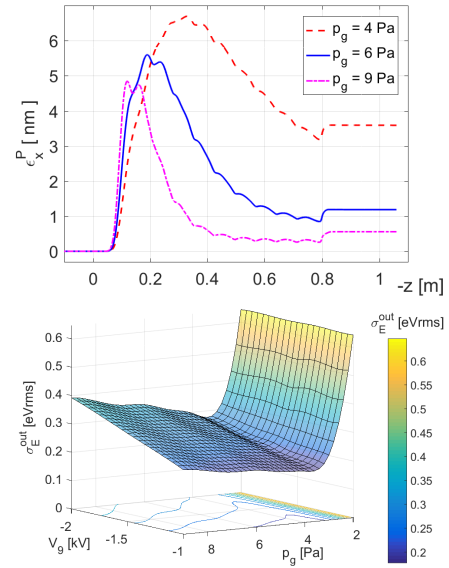 7
6
5
4
3
2
1
0
ϵ_x^P [ nm ]
p_g = 4 Pa
p_g = 6 Pa
p_g = 9 Pa
0 0.2 0.4 0.6 0.8 1
-z [m]
σ_E^out [eVrms]
0.6
0.5
0.4
0.3
0.2
0.1
0
σ_E^out [eVrms]
-2
-1.5
-1
V_9 [kV]
8 6 4 2
p_g [Pa]
0.6
0.55
0.5
0.45
0.4
0.35
0.3
0.25
0.2